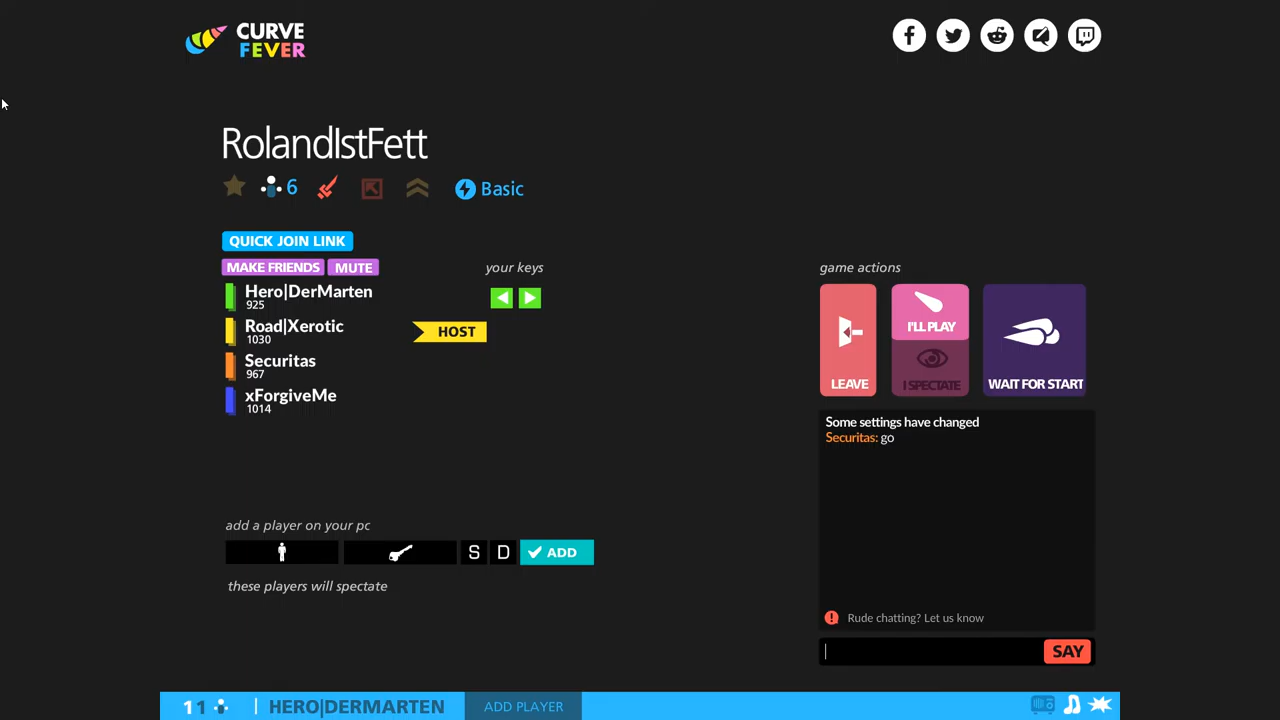 CURVE
FEVER
RolandIstFett
6
Basic
QUICK JOIN LINK
MAKE FRIENDS MUTE
your keys
Hero|DerMarten
925
Road|Xerotic
1030
HOST
Securitas
967
xForgiveMe
1014
add a player on your pc
S D ADD
these players will spectate
game actions
LEAVE
I'LL PLAY
I SPECTATE
WAIT FOR START
Some settings have changed
Securitas: go
Rude chatting? Let us know
SAY
11 HERO|DERMARTEN ADD PLAYER